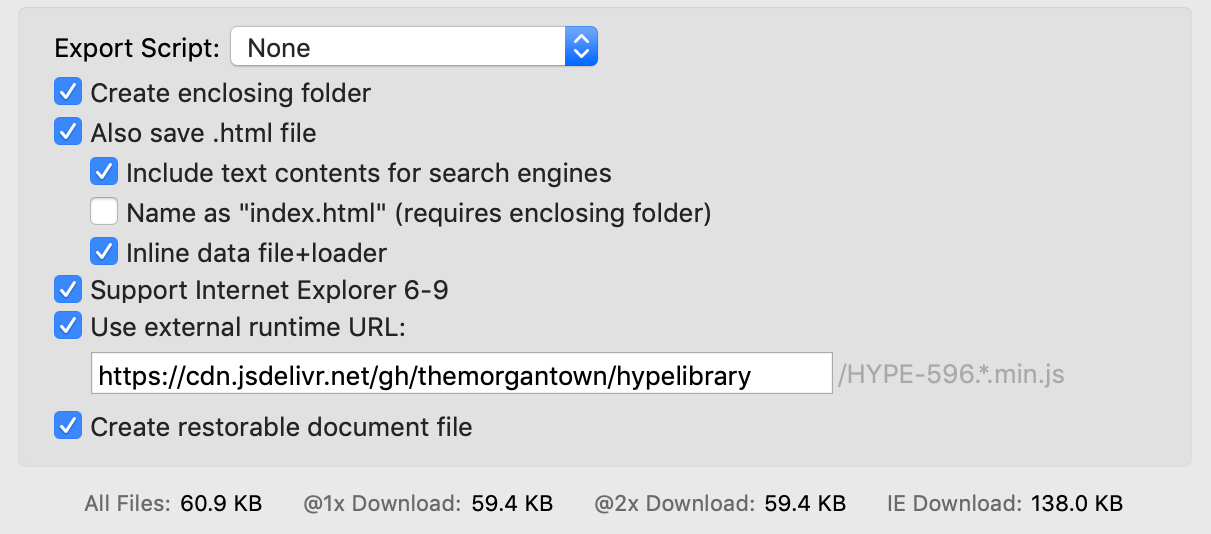 Export Script: None
Create enclosing folder
Also save .html file
Include text contents for search engines
Name as "index.html" (requires enclosing folder)
Inline data file+loader
Support Internet Explorer 6-9
Use external runtime URL:
https://cdn.jsdelivr.net/gh/themorgantown/hypelibrary /HYPE-596.*.min.js
Create restorable document file
All Files: 60.9 KB @1x Download: 59.4 KB @2x Download: 59.4 KB IE Download: 138.0 KB